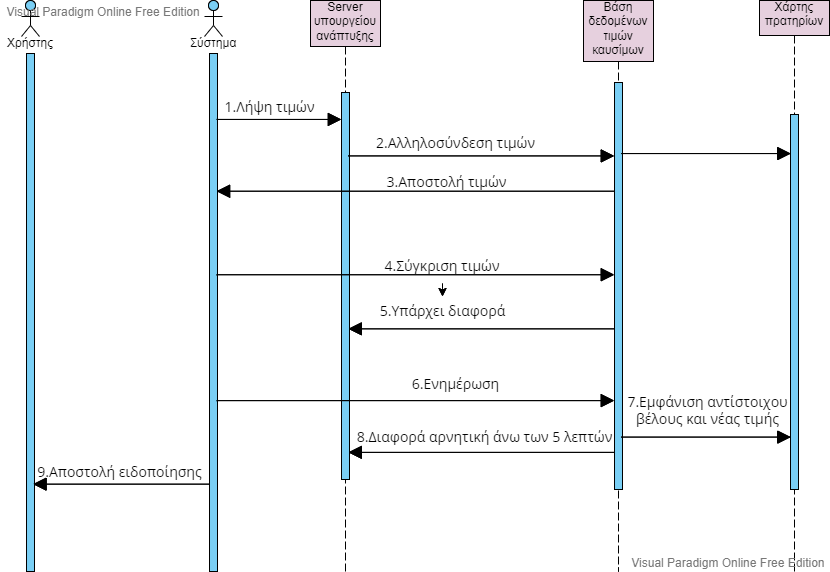 Visual Paradigm Online Free Edition
Χρήστης
Σύστημα
Server
υπουργείου
ανάπτυξης
Βάση
δεδομένων
τιμών
καυσίμων
Χάρτης
πρατηρίων
1.Λήψη τιμών
2.Αλληλοσύνδεση τιμών
3.Αποστολή τιμών
4.Σύγκριση τιμών
5.Υπάρχει διαφορά
6.Ενημέρωση
7.Εμφάνιση αντίστοιχου
βέλους και νέας τιμής
8.Διαφορά αρνητική άνω των 5 λεπτών
9.Αποστολή ειδοποίησης
Visual Paradigm Online Free Edition